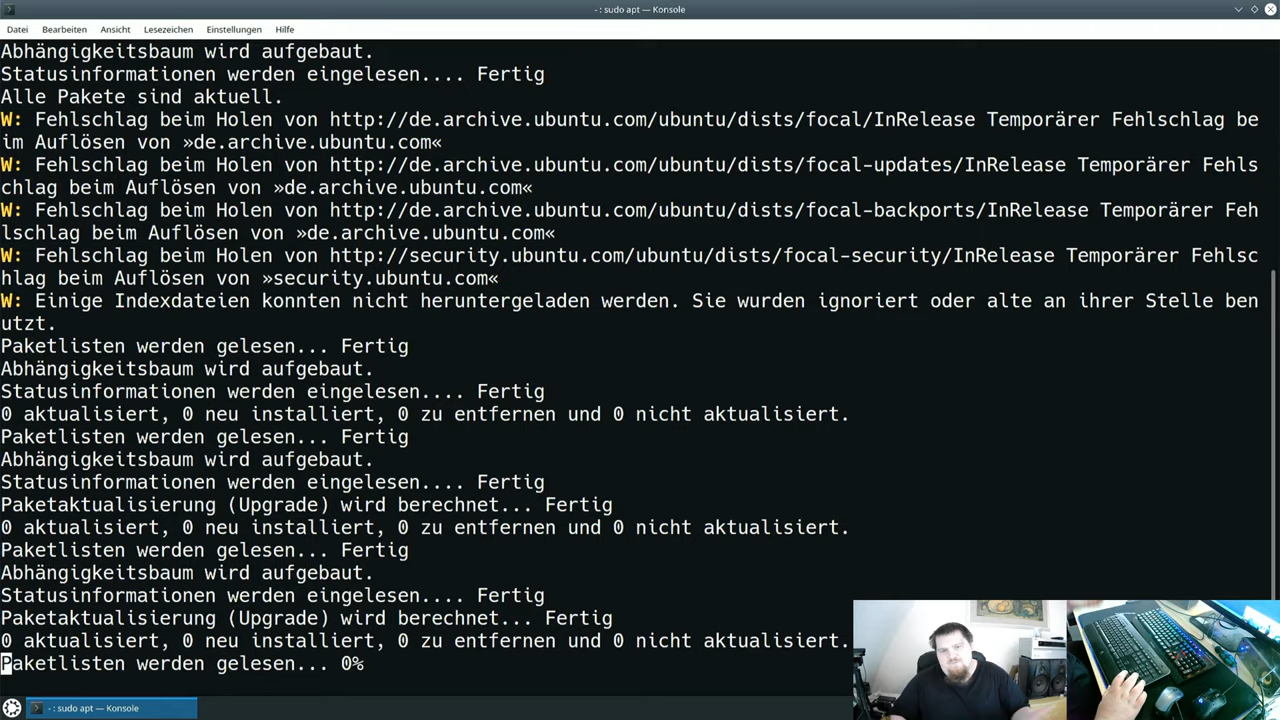 - : sudo apt — Konsole
Datei Bearbeiten Ansicht Lesezeichen Einstellungen Hilfe
Abhängigkeitsbaum wird aufgebaut.
Statusinformationen werden eingelesen.... Fertig
Alle Pakete sind aktuell.
W: Fehlschlag beim Holen von http://de.archive.ubuntu.com/ubuntu/dists/focal/InRelease Temporärer Fehlschlag be
im Auflösen von »de.archive.ubuntu.com«
W: Fehlschlag beim Holen von http://de.archive.ubuntu.com/ubuntu/dists/focal-updates/InRelease Temporärer Fehls
chlag beim Auflösen von »de.archive.ubuntu.com«
W: Fehlschlag beim Holen von http://de.archive.ubuntu.com/ubuntu/dists/focal-backports/InRelease Temporärer Feh
lschlag beim Auflösen von »de.archive.ubuntu.com«
W: Fehlschlag beim Holen von http://security.ubuntu.com/ubuntu/dists/focal-security/InRelease Temporärer Fehlsc
hlag beim Auflösen von »security.ubuntu.com«
W: Einige Indexdateien konnten nicht heruntergeladen werden. Sie wurden ignoriert oder alte an ihrer Stelle ben
utzt.
Paketlisten werden gelesen... Fertig
Abhängigkeitsbaum wird aufgebaut.
Statusinformationen werden eingelesen.... Fertig
0 aktualisiert, 0 neu installiert, 0 zu entfernen und 0 nicht aktualisiert.
Paketlisten werden gelesen... Fertig
Abhängigkeitsbaum wird aufgebaut.
Statusinformationen werden eingelesen.... Fertig
Paketaktualisierung (Upgrade) wird berechnet... Fertig
0 aktualisiert, 0 neu installiert, 0 zu entfernen und 0 nicht aktualisiert.
Paketlisten werden gelesen... Fertig
Abhängigkeitsbaum wird aufgebaut.
Statusinformationen werden eingelesen.... Fertig
Paketaktualisierung (Upgrade) wird berechnet... Fertig
0 aktualisiert, 0 neu installiert, 0 zu entfernen und 0 nicht aktualisiert.
Paketlisten werden gelesen... 0%
- : sudo apt — Konsole